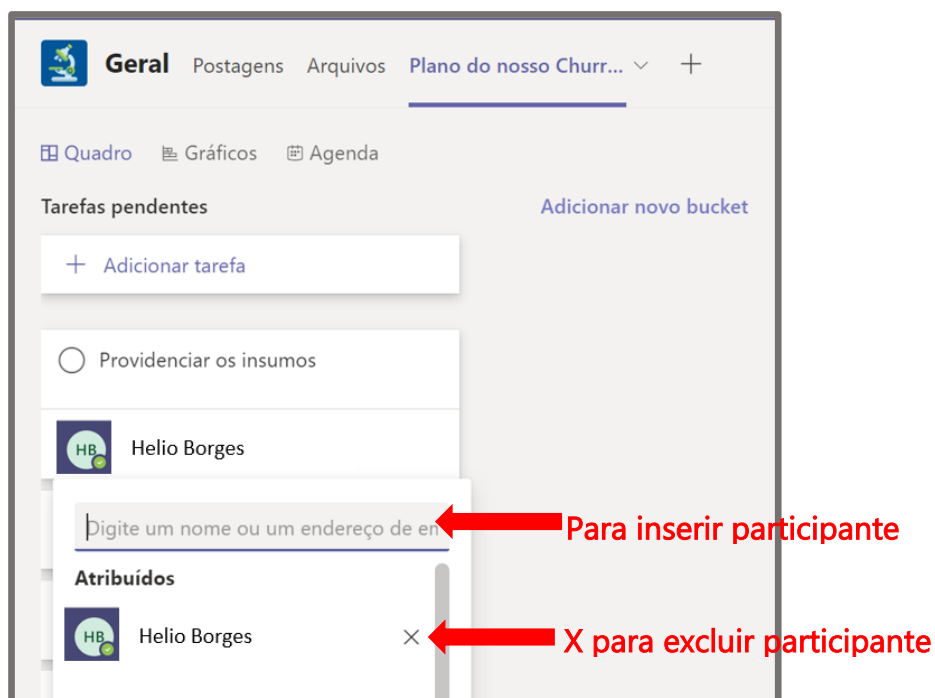 Geral Postagens Arquivos Plano do nosso Churr...
Quadro Gráficos Agenda
Tarefas pendentes Adicionar novo bucket
Adicionar tarefa
Providenciar os insumos
HB Helio Borges
Digite um nome ou um endereço de en
Para inserir participante
Atribuídos
HB Helio Borges
X para excluir participante